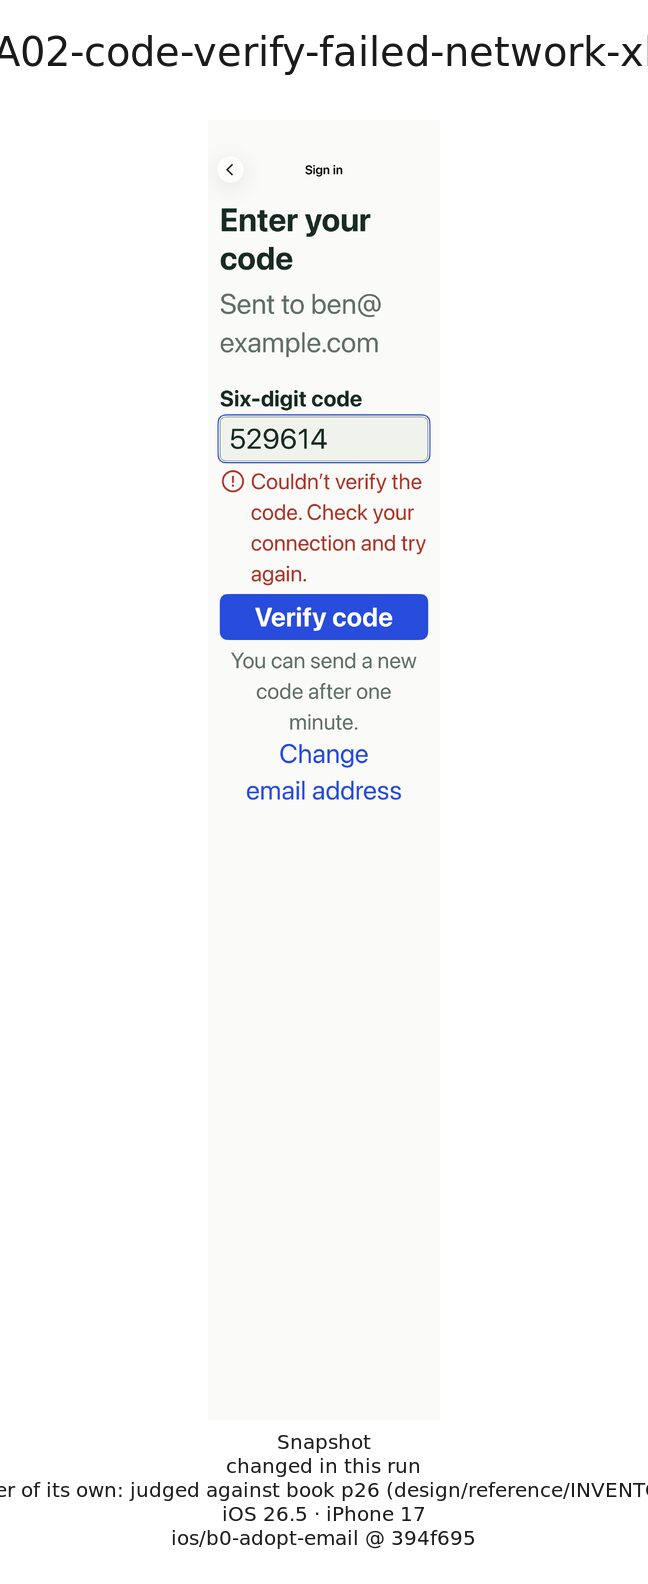 A02-code-verify-failed-network-x
Sign in
Enter your
code
Sent to ben@
example.com
Six-digit code
529614
Couldn’t verify the
code. Check your
connection and try
again.
Verify code
You can send a new
code after one
minute.
Change
email address
Snapshot
changed in this run
er of its own: judged against book p26 (design/reference/INVENTO
iOS 26.5 · iPhone 17
ios/b0-adopt-email @ 394f695